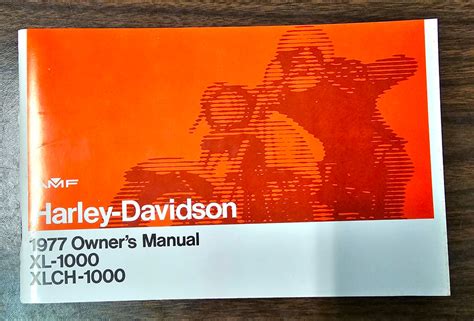 AMF
Harley-Davidson
1977 Owner's Manual
XL-1000
XLCH-1000